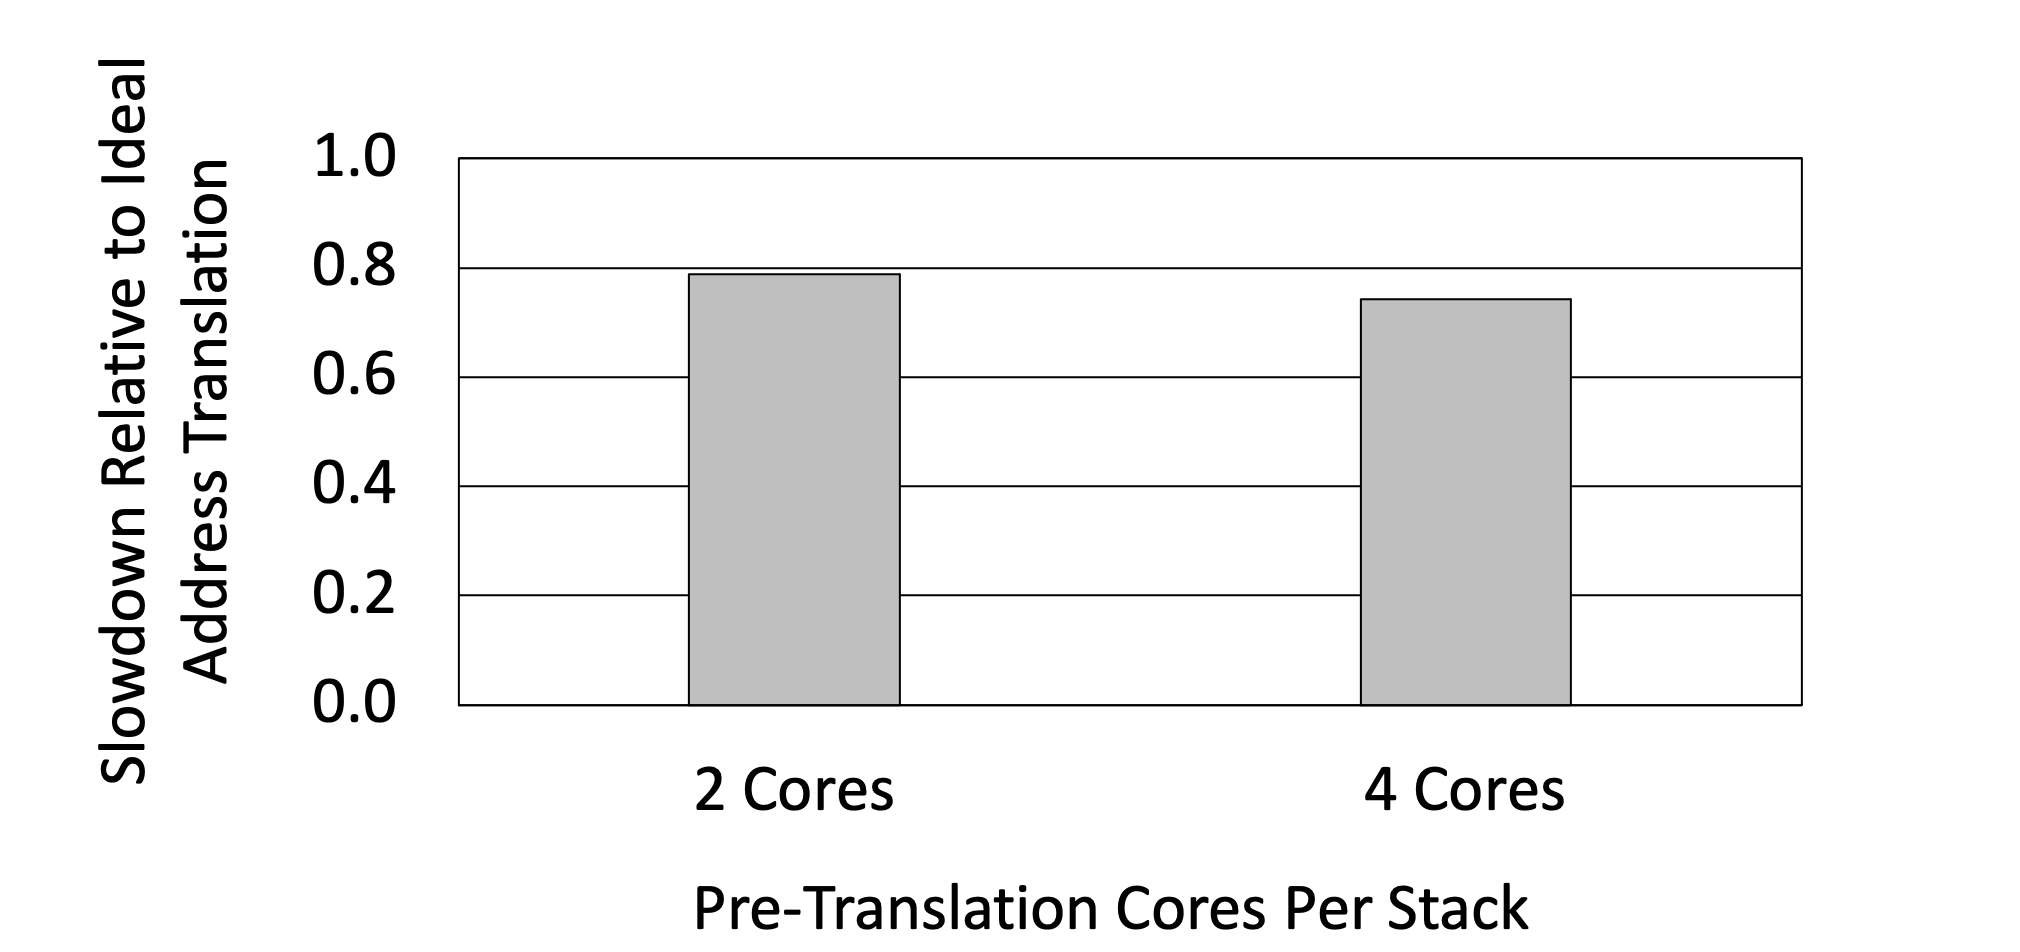 Slowdown Relative to Ideal
Address Translation
1.0
0.8
0.6
0.4
0.2
0.0
2 Cores
4 Cores
Pre-Translation Cores Per Stack